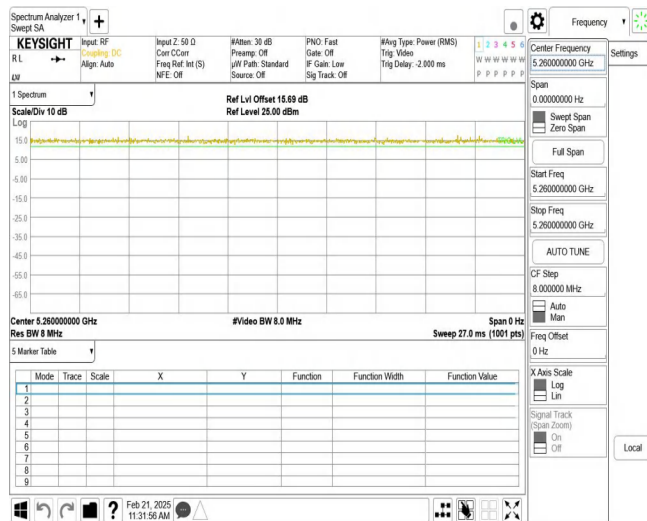 Spectrum Analyzer 1
Swept SA
+
Frequency
KEYSIGHT
Input: RF
Input Z: 50 Ω
#Atten: 30 dB
PNO: Fast
#Avg Type: Power (RMS)
1 2 3 4 5 6
R L
Coupling: DC
Corr CCorr
Preamp: Off
Gate: Off
Trig: Video
W W W W W W
Align: Auto
Freq Ref: Int (S)
µW Path: Standard
IF Gain: Low
Trig Delay: -2.000 ms
P P P P P P
NFE: Off
Source: Off
Sig Track: Off
LXI
1 Spectrum
Ref Lvl Offset 15.69 dB
Scale/Div 10 dB
Ref Level 25.00 dBm
Log
15.0
5.00
-5.00
-15.0
-25.0
-35.0
-45.0
-55.0
-65.0
Center 5.260000000 GHz
#Video BW 8.0 MHz
Span 0 Hz
Res BW 8 MHz
Sweep 27.0 ms (1001 pts)
5 Marker Table
Mode Trace Scale X Y Function Function Width Function Value
1
2
3
4
5
6
7
8
9
Center Frequency
5.260000000 GHz
Settings
Span
0.00000000 Hz
Swept Span
Zero Span
Full Span
Start Freq
5.260000000 GHz
Stop Freq
5.260000000 GHz
AUTO TUNE
CF Step
8.000000 MHz
Auto
Man
Freq Offset
0 Hz
X Axis Scale
Log
Lin
Signal Track
(Span Zoom)
On
Off
Local
?
Feb 21, 2025
11:31:56 AM